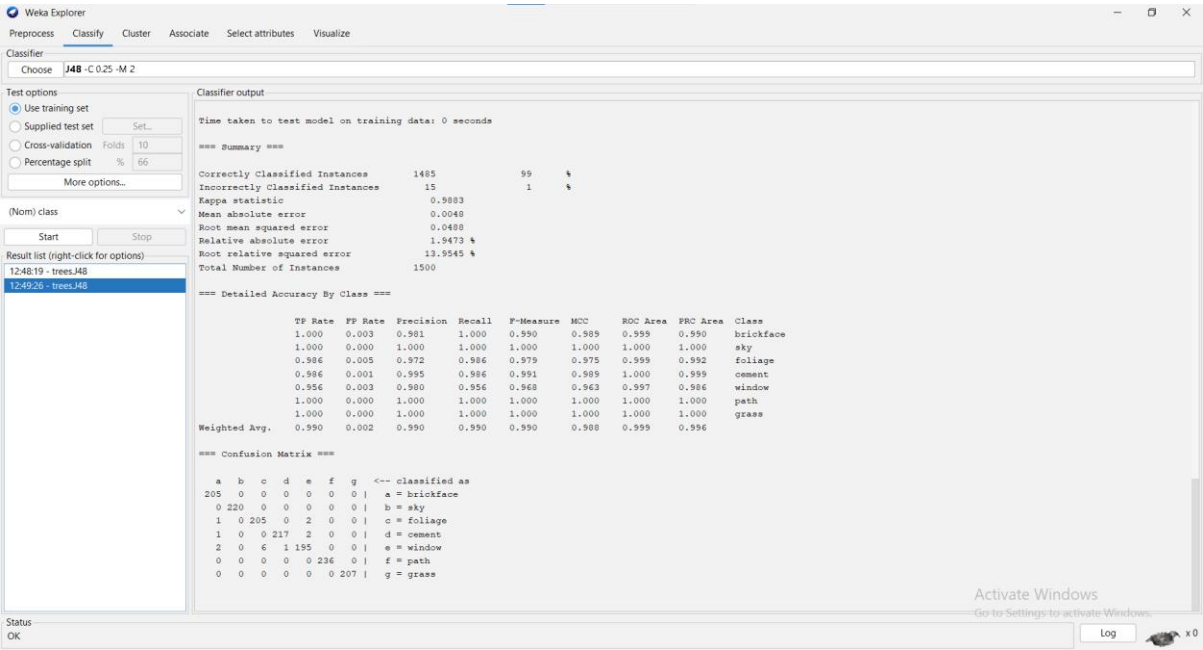 Weka Explorer
Preprocess Classify Cluster Associate Select attributes Visualize
Classifier
Choose J48 -C 0.25 -M 2
Test options
Use training set
Supplied test set Set...
Cross-validation Folds 10
Percentage split % 66
More options...
(Nom) class
Start Stop
Result list (right-click for options)
12:48:19 - trees.J48
12:49:26 - trees.J48
Classifier output
Time taken to test model on training data: 0 seconds
=== Summary ===
Correctly Classified Instances 1485 99 %
Incorrectly Classified Instances 15 1 %
Kappa statistic 0.9883
Mean absolute error 0.0048
Root mean squared error 0.0488
Relative absolute error 1.9473 %
Root relative squared error 13.9545 %
Total Number of Instances 1500
=== Detailed Accuracy By Class ===
TP Rate FP Rate Precision Recall F-Measure MCC ROC Area PRC Area Class
1.000 0.003 0.981 1.000 0.990 0.989 0.999 0.990 brickface
1.000 0.000 1.000 1.000 1.000 1.000 1.000 1.000 sky
0.986 0.005 0.972 0.986 0.979 0.975 0.999 0.992 foliage
0.986 0.001 0.995 0.986 0.991 0.989 1.000 0.999 cement
0.956 0.003 0.980 0.956 0.968 0.963 0.997 0.986 window
1.000 0.000 1.000 1.000 1.000 1.000 1.000 1.000 path
1.000 0.000 1.000 1.000 1.000 1.000 1.000 1.000 grass
Weighted Avg. 0.990 0.002 0.990 0.990 0.990 0.988 0.999 0.996
=== Confusion Matrix ===
a b c d e f g <-- classified as
205 0 0 0 0 0 0 | a = brickface
0 220 0 0 0 0 0 | b = sky
1 0 205 0 2 0 0 | c = foliage
1 0 0 217 2 0 0 | d = cement
2 0 6 1 195 0 0 | e = window
0 0 0 0 0 236 0 | f = path
0 0 0 0 0 0 207 | g = grass
Activate Windows
Go to Settings to activate Windows.
Status
OK
Log x 0